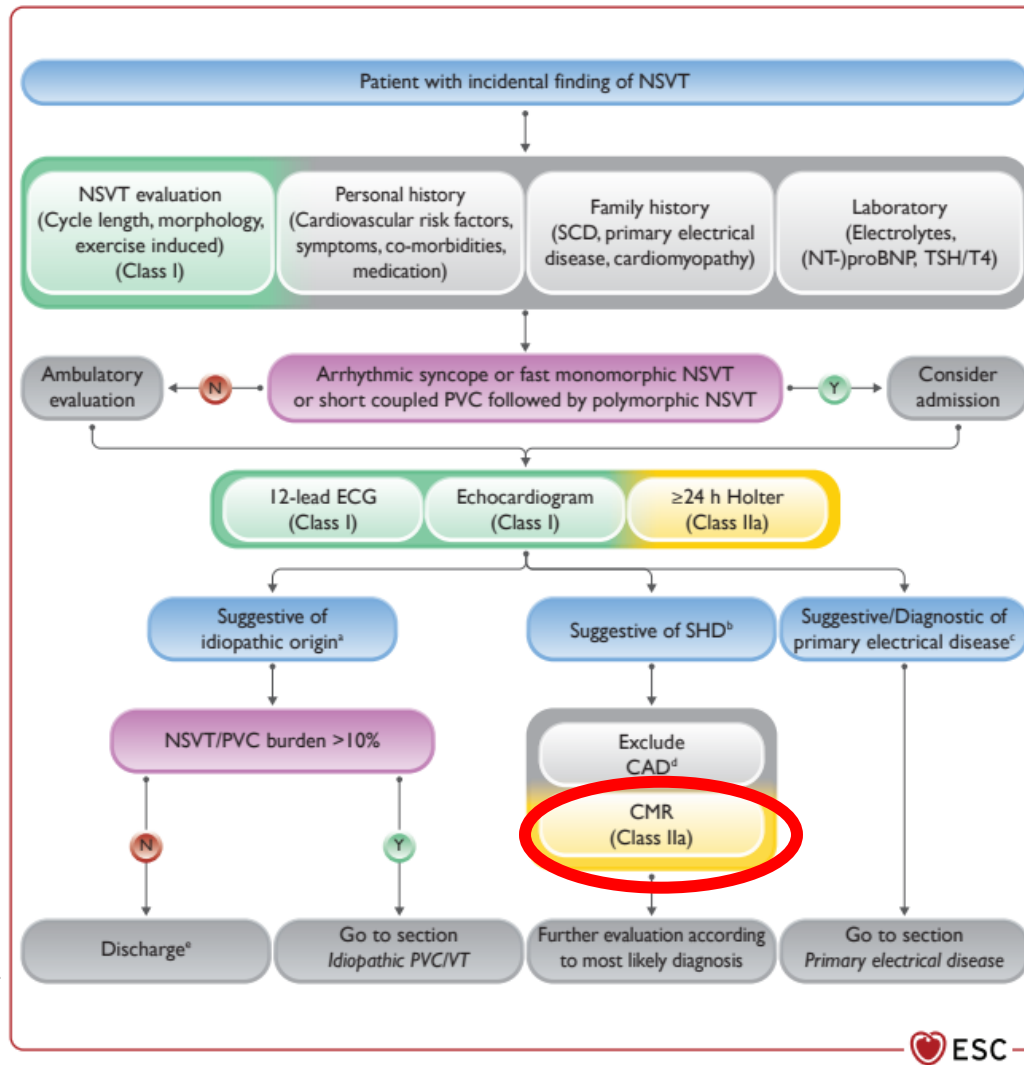 Patient with incidental finding of NSVT
NSVT evaluation
(Cycle length, morphology,
exercise induced)
(Class I)
Personal history
(Cardiovascular risk factors,
symptoms, co-morbidities,
medication)
Family history
(SCD, primary electrical
disease, cardiomyopathy)
Laboratory
(Electrolytes,
(NT-)proBNP, TSH/T4)
Ambulatory
evaluation
N
Arrhythmic syncope or fast monomorphic NSVT
or short coupled PVC followed by polymorphic NSVT
Y
Consider
admission
12-lead ECG
(Class I)
Echocardiogram
(Class I)
≥24 h Holter
(Class IIa)
Suggestive of
idiopathic originᵃ
Suggestive of SHDᵇ
Suggestive/Diagnostic of
primary electrical diseaseᶜ
NSVT/PVC burden >10%
Exclude
CADᵈ
CMR
(Class IIa)
N
Y
Dischargeᵉ
Go to section
Idiopathic PVC/VT
Further evaluation according
to most likely diagnosis
Go to section
Primary electrical disease
ESC